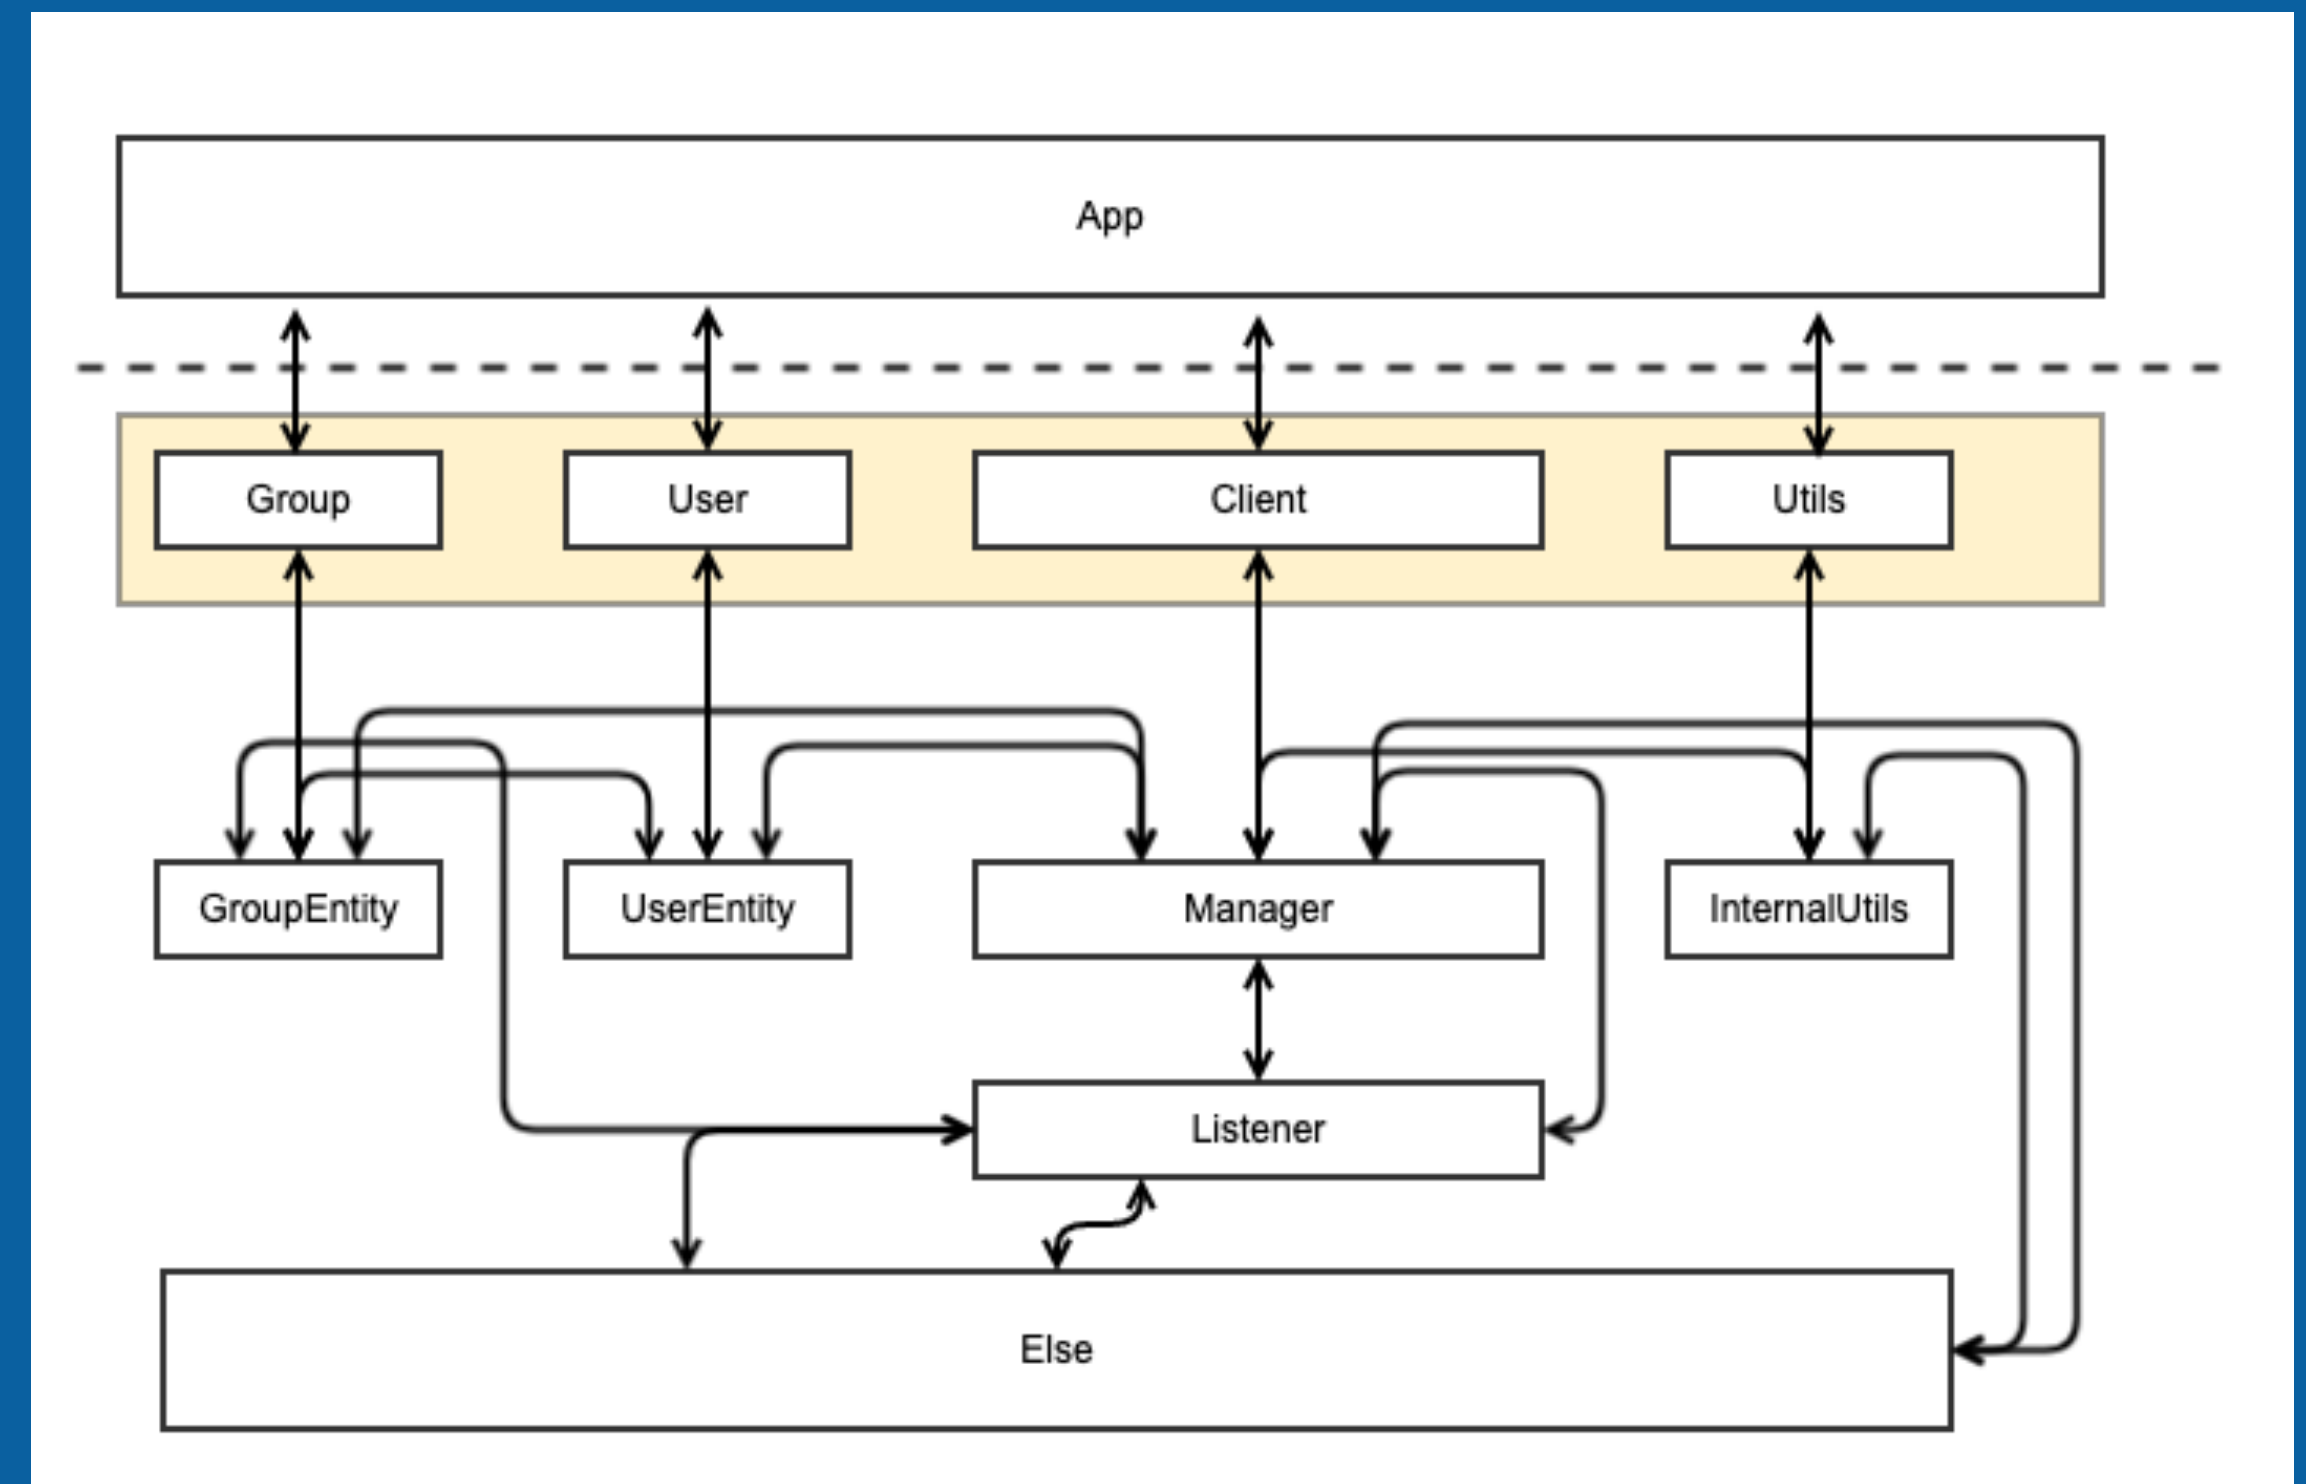 App
Group
User
Client
Utils
GroupEntity
UserEntity
Manager
InternalUtils
Listener
Else